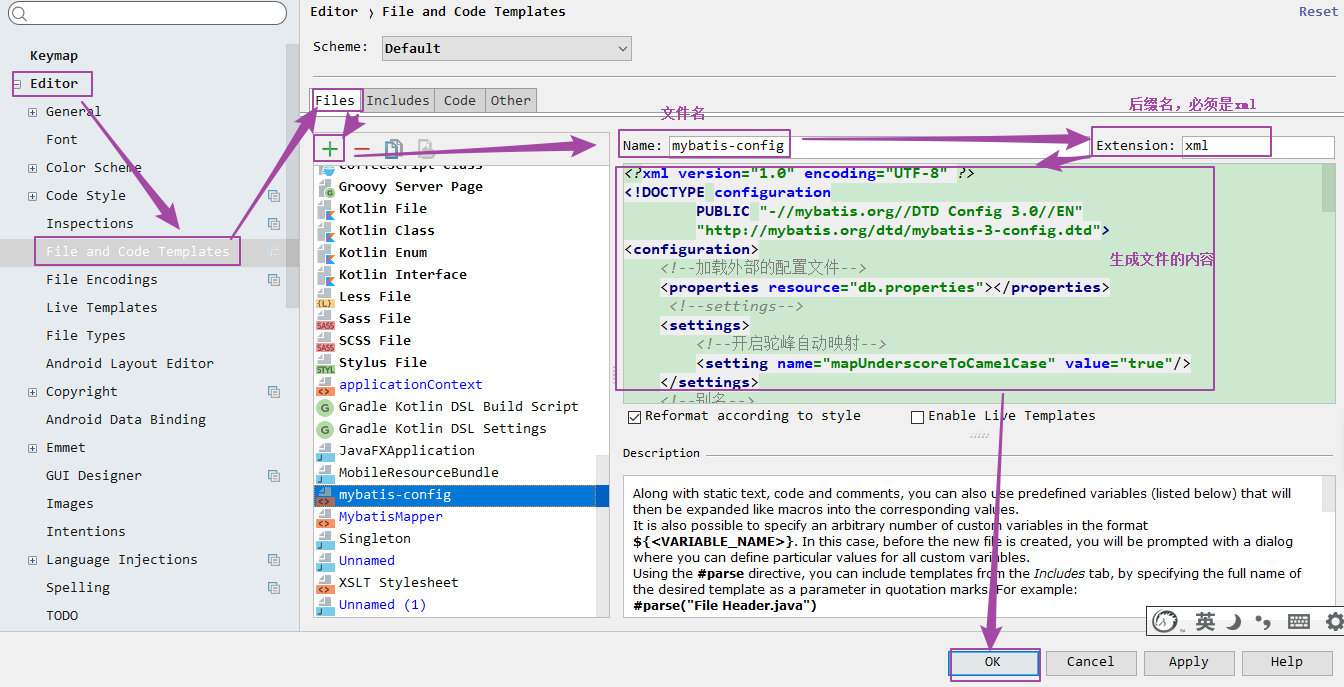 Editor › File and Code Templates
Reset
Scheme:
Default
Keymap
Editor
General
Font
Color Scheme
Code Style
Inspections
File and Code Templates
File Encodings
Live Templates
File Types
Android Layout Editor
Copyright
Android Data Binding
Emmet
GUI Designer
Images
Intentions
Language Injections
Spelling
TODO
Files
Includes
Code
Other
文件名
后缀名，必须是xml
Name:
mybatis-config
Extension:
xml
CoffeeScript Class
Groovy Server Page
Kotlin File
Kotlin Class
Kotlin Enum
Kotlin Interface
Less File
Sass File
SCSS File
Stylus File
applicationContext
Gradle Kotlin DSL Build Script
Gradle Kotlin DSL Settings
JavaFXApplication
MobileResourceBundle
mybatis-config
MybatisMapper
Singleton
Unnamed
XSLT Stylesheet
Unnamed (1)
<?xml version="1.0" encoding="UTF-8" ?>
<!DOCTYPE configuration
PUBLIC "-//mybatis.org//DTD Config 3.0//EN"
"http://mybatis.org/dtd/mybatis-3-config.dtd">
<configuration>
<!--加载外部的配置文件-->
<properties resource="db.properties"></properties>
<!--settings-->
<settings>
<!--开启驼峰自动映射-->
<setting name="mapUnderscoreToCamelCase" value="true"/>
</settings>
<!--别名-->
生成文件的内容
Reformat according to style
Enable Live Templates
Description
Along with static text, code and comments, you can also use predefined variables (listed below) that will
then be expanded like macros into the corresponding values.
It is also possible to specify an arbitrary number of custom variables in the format
${<VARIABLE_NAME>}. In this case, before the new file is created, you will be prompted with a dialog
where you can define particular values for all custom variables.
Using the #parse directive, you can include templates from the Includes tab, by specifying the full name of
the desired template as a parameter in quotation marks. For example:
#parse("File Header.java")
英
OK
Cancel
Apply
Help